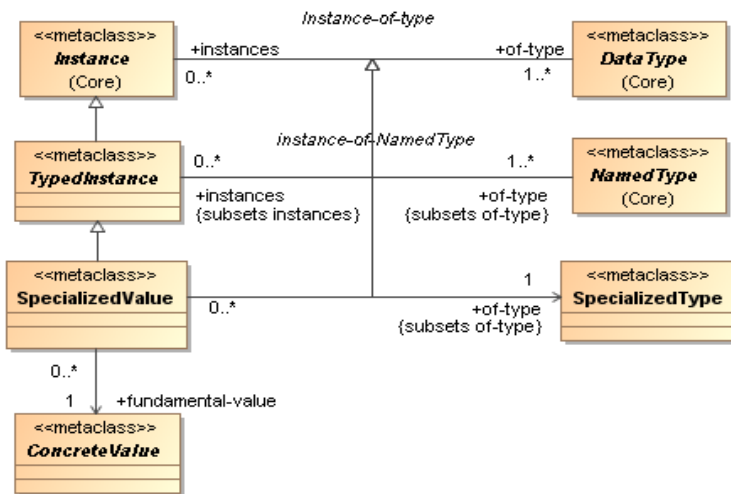 Instance-of-type
<<metaclass>>
Instance
(Core)
+instances
0..*
+of-type
1..*
<<metaclass>>
DataType
(Core)
instance-of-NamedType
<<metaclass>>
TypedInstance
0..*
+instances
{subsets instances}
1..*
+of-type
{subsets of-type}
<<metaclass>>
NamedType
(Core)
<<metaclass>>
SpecializedValue
0..*
1
+of-type
{subsets of-type}
<<metaclass>>
SpecializedType
0..*
1
+fundamental-value
<<metaclass>>
ConcreteValue